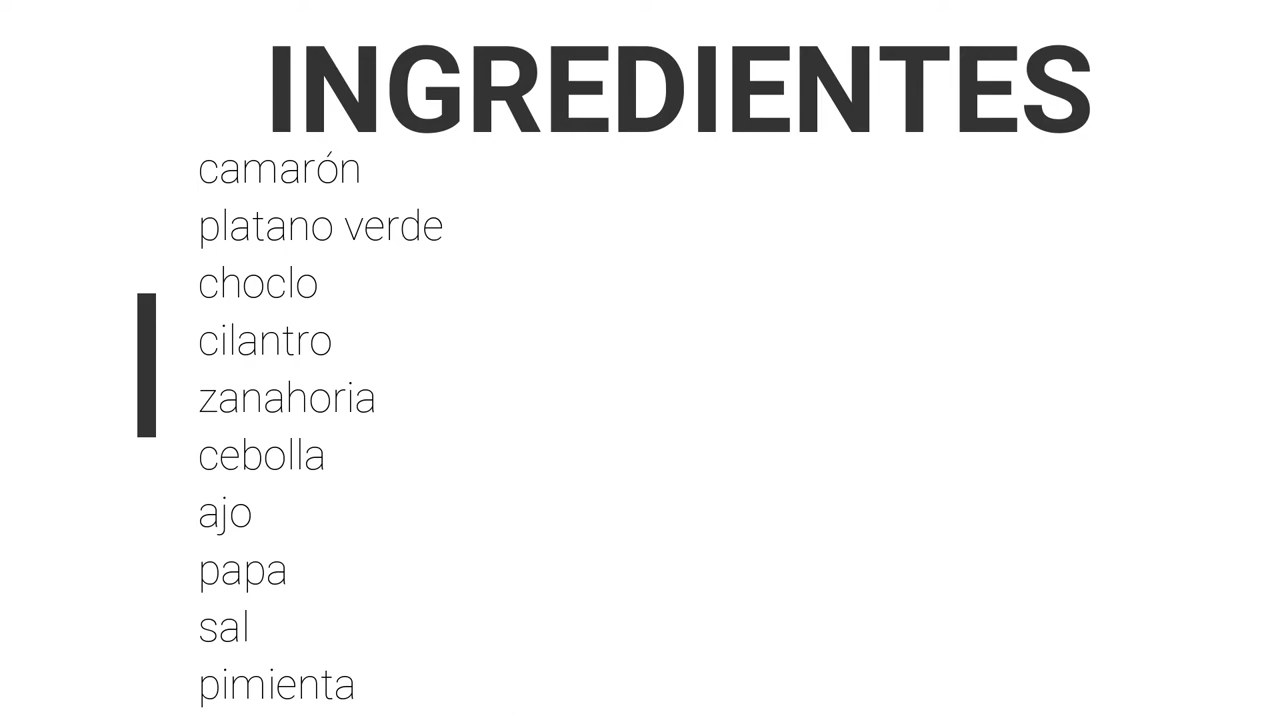 INGREDIENTES
camarón
platano verde
choclo
cilantro
zanahoria
cebolla
ajo
papa
sal
pimienta